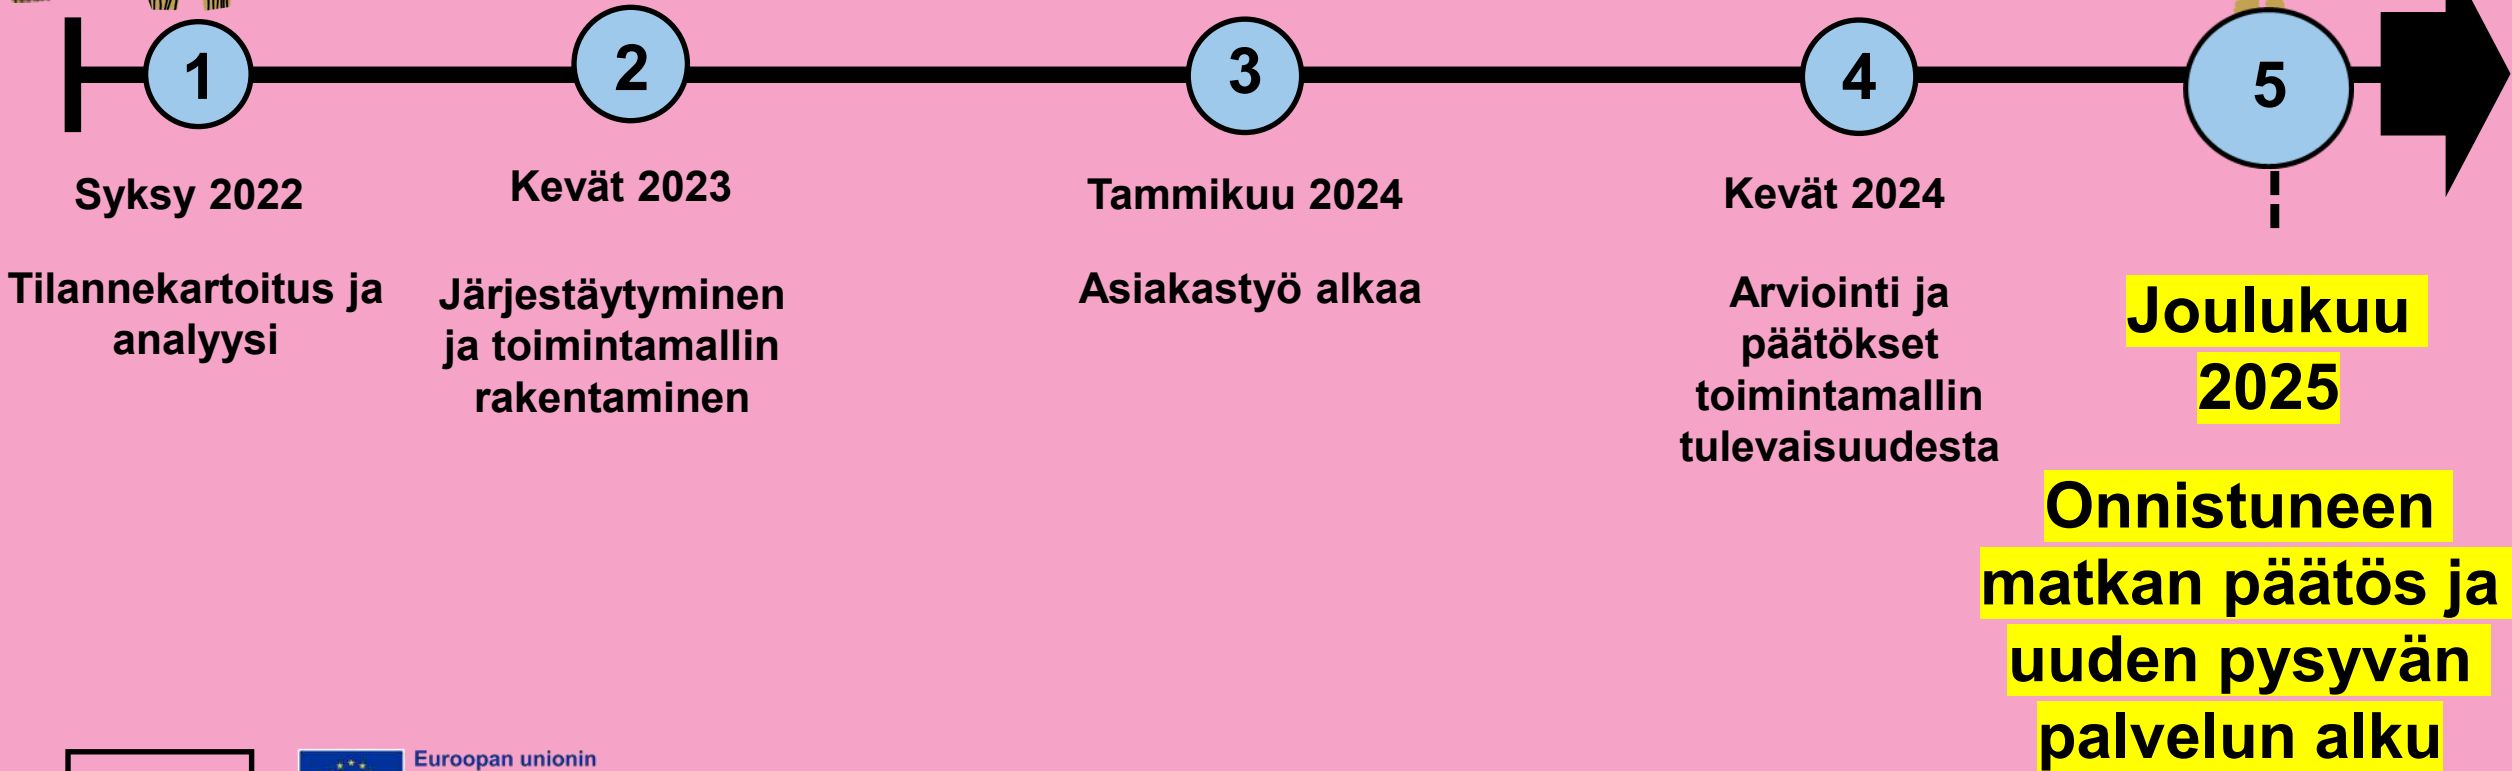 1
2
3
4
5
Syksy 2022
Tilannekartoitus ja
analyysi
Kevät 2023
Järjestäytyminen
ja toimintamallin
rakentaminen
Tammikuu 2024
Asiakastyö alkaa
Kevät 2024
Arviointi ja
päätökset
toimintamallin
tulevaisuudesta
Joulukuu
2025
Onnistuneen
matkan päätös ja
uuden pysyvän
palvelun alku
Euroopan unionin